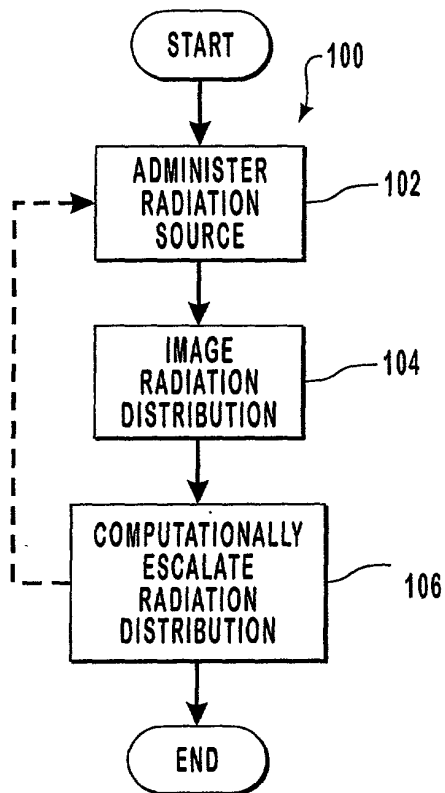 START
100
ADMINISTER
RADIATION
SOURCE
102
IMAGE
RADIATION
DISTRIBUTION
104
COMPUTATIONALLY
ESCALATE
RADIATION
DISTRIBUTION
106
END